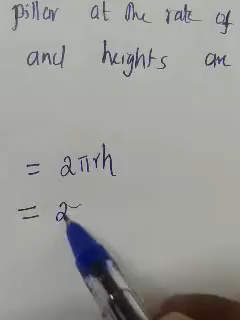 pillar at the rate of
and heights are
= 2πrh
= 2